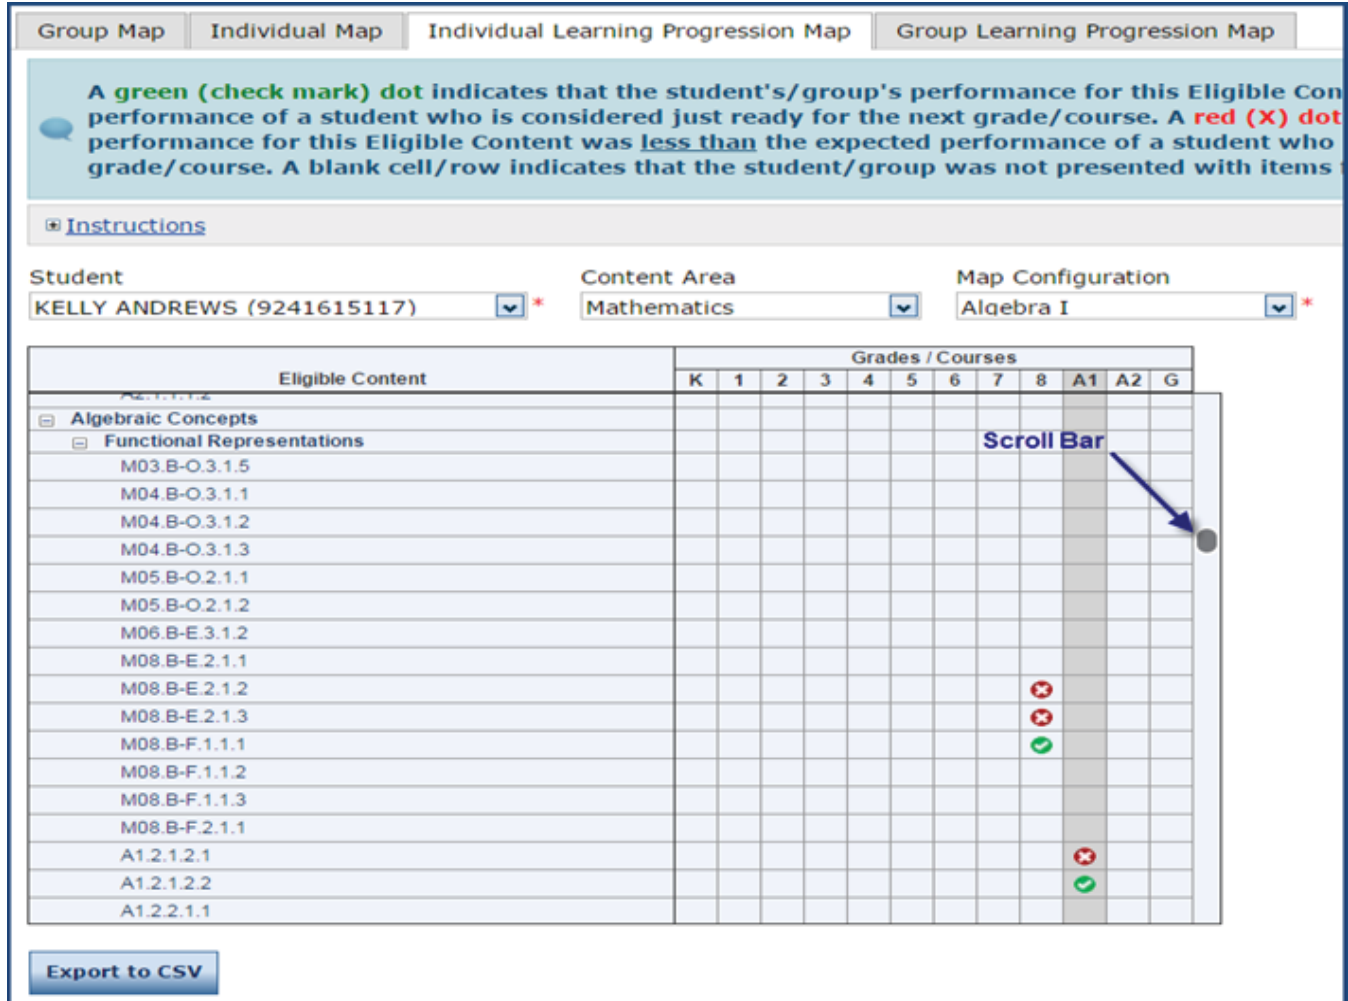 Group Map Individual Map Individual Learning Progression Map Group Learning Progression Map
A green (check mark) dot indicates that the student's/group's performance for this Eligible Con
performance of a student who is considered just ready for the next grade/course. A red (X) dot
performance for this Eligible Content was less than the expected performance of a student who
grade/course. A blank cell/row indicates that the student/group was not presented with items
Instructions
Student Content Area Map Configuration
KELLY ANDREWS (9241615117) * Mathematics Algebra I *
Grades / Courses
Eligible Content K 1 2 3 4 5 6 7 8 A1 A2 G
A2.1.1.1.2
Algebraic Concepts
Functional Representations
Scroll Bar
M03.B-O.3.1.5
M04.B-O.3.1.1
M04.B-O.3.1.2
M04.B-O.3.1.3
M05.B-O.2.1.1
M05.B-O.2.1.2
M06.B-E.3.1.2
M08.B-E.2.1.1
M08.B-E.2.1.2
M08.B-E.2.1.3
M08.B-F.1.1.1
M08.B-F.1.1.2
M08.B-F.1.1.3
M08.B-F.2.1.1
A1.2.1.2.1
A1.2.1.2.2
A1.2.2.1.1
Export to CSV